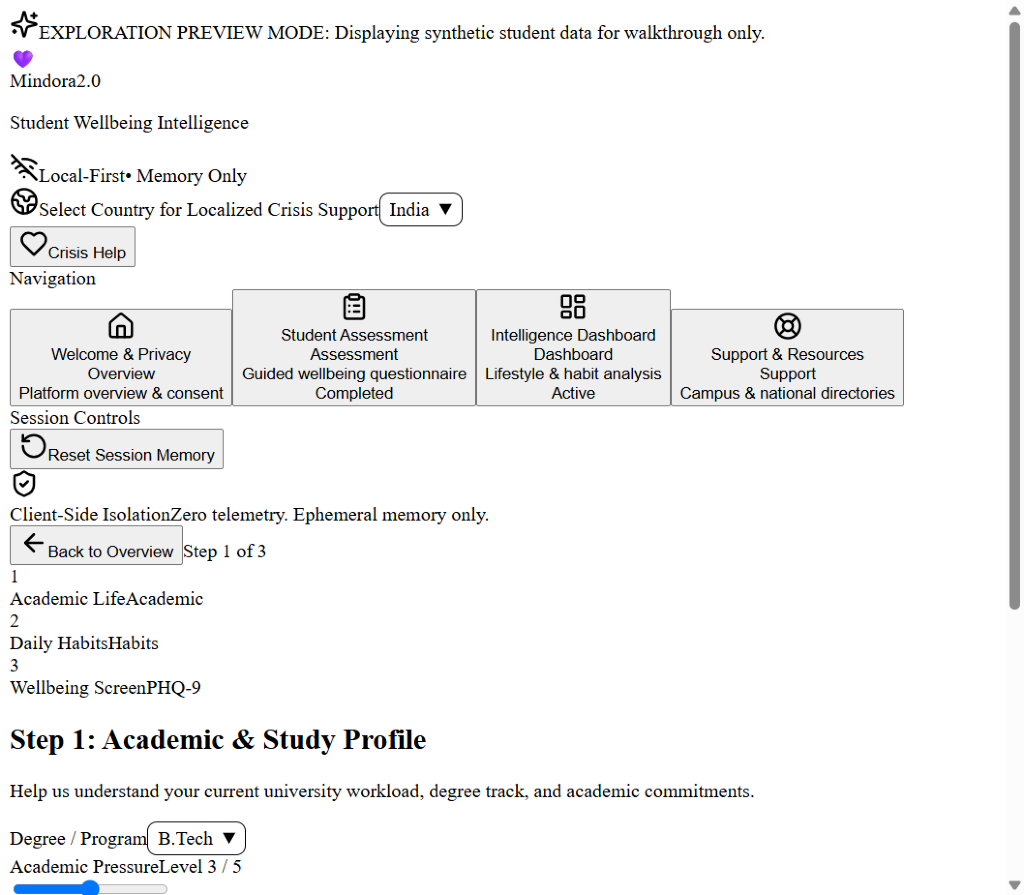 EXPLORATION PREVIEW MODE: Displaying synthetic student data for walkthrough only.
Mindora2.0
Student Wellbeing Intelligence
Local-First• Memory Only
Select Country for Localized Crisis Support India ▼
Crisis Help
Navigation
Welcome & Privacy
Overview
Platform overview & consent
Student Assessment
Assessment
Guided wellbeing questionnaire
Completed
Intelligence Dashboard
Dashboard
Lifestyle & habit analysis
Active
Support & Resources
Support
Campus & national directories
Session Controls
Reset Session Memory
Client-Side IsolationZero telemetry. Ephemeral memory only.
Back to Overview Step 1 of 3
1
Academic LifeAcademic
2
Daily HabitsHabits
3
Wellbeing ScreenPHQ-9
Step 1: Academic & Study Profile
Help us understand your current university workload, degree track, and academic commitments.
Degree / Program B.Tech ▼
Academic PressureLevel 3 / 5